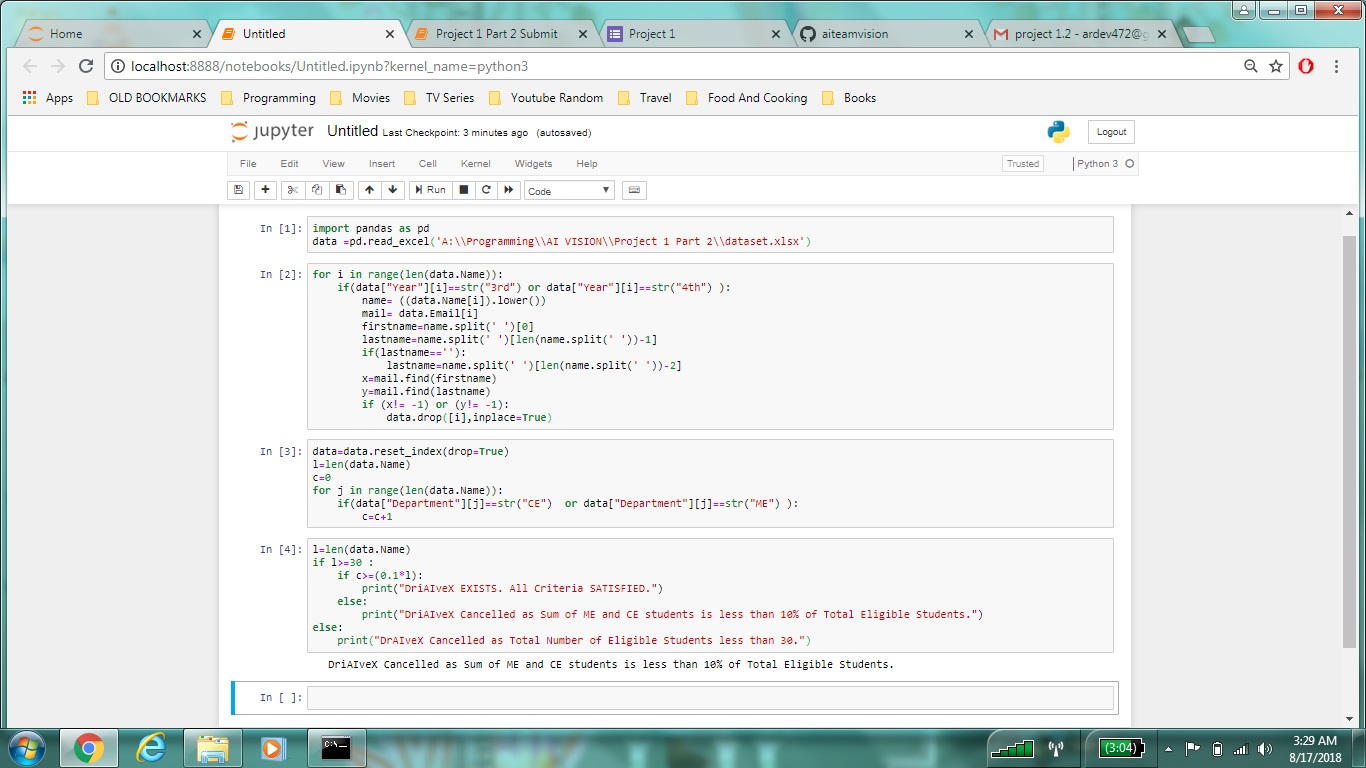 Home
Untitled
Project 1 Part 2 Submit
Project 1
aiteamvision
project 1.2 - ardev472@g
localhost:8888/notebooks/Untitled.ipynb?kernel_name=python3
Apps OLD BOOKMARKS Programming Movies TV Series Youtube Random Travel Food And Cooking Books
jupyter Untitled Last Checkpoint: 3 minutes ago (autosaved)
Logout
File Edit View Insert Cell Kernel Widgets Help
Trusted
Python 3
Run
Code
In [1]: import pandas as pd
data =pd.read_excel('A:\\Programming\\AI VISION\\Project 1 Part 2\\dataset.xlsx')
In [2]: for i in range(len(data.Name)):
if(data["Year"][i]==str("3rd") or data["Year"][i]==str("4th") ):
name= ((data.Name[i]).lower())
mail= data.Email[i]
firstname=name.split(' ')[0]
lastname=name.split(' ')[len(name.split(' '))-1]
if(lastname==''):
lastname=name.split(' ')[len(name.split(' '))-2]
x=mail.find(firstname)
y=mail.find(lastname)
if (x!= -1) or (y!= -1):
data.drop([i],inplace=True)
In [3]: data=data.reset_index(drop=True)
l=len(data.Name)
c=0
for j in range(len(data.Name)):
if(data["Department"][j]==str("CE")  or data["Department"][j]==str("ME") ):
c=c+1
In [4]: l=len(data.Name)
if l>=30 :
if c>=(0.1*l):
print("DriAIveX EXISTS. All Criteria SATISFIED.")
else:
print("DriAIveX Cancelled as Sum of ME and CE students is less than 10% of Total Eligible Students.")
else:
print("DrAIveX Cancelled as Total Number of Eligible Students less than 30.")
DriAIveX Cancelled as Sum of ME and CE students is less than 10% of Total Eligible Students.
In [ ]:
C:\
(3:04)
3:29 AM
8/17/2018